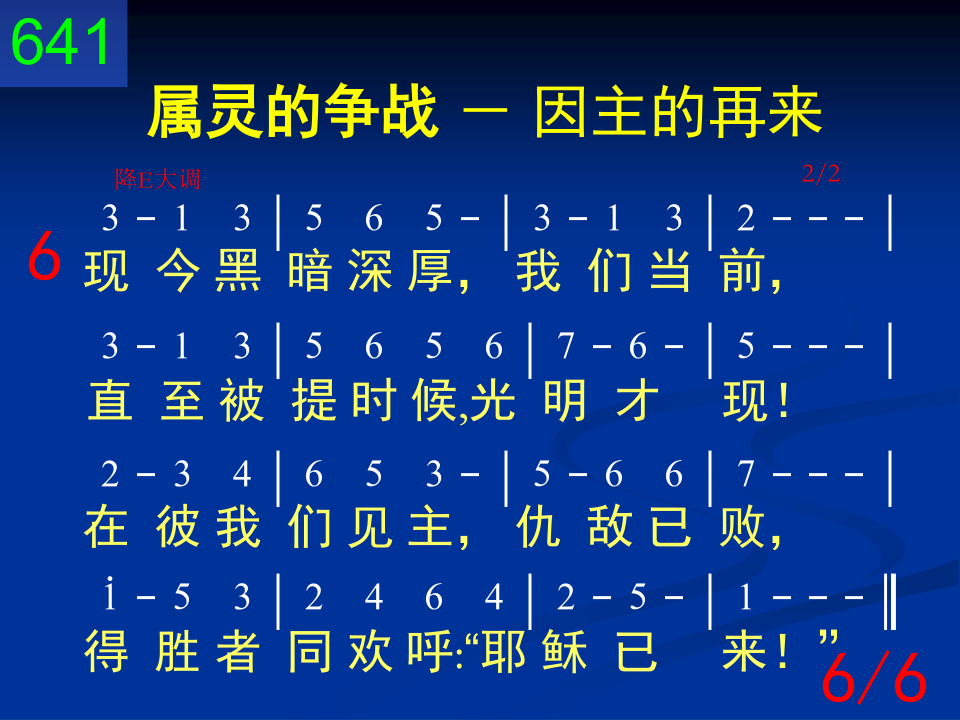 641
属灵的争战 － 因主的再来
降E大调 2/2
3 － 1 3 | 5 6 5 － | 3 － 1 3 | 2 － － － |
6 现 今 黑 暗 深 厚， 我 们 当 前，
3 － 1 3 | 5 6 5 6 | 7 － 6 － | 5 － － － |
直 至 被 提 时 候,光 明 才 现！
2 － 3 4 | 6 5 3 － | 5 － 6 6 | 7 － － － |
在 彼 我 们 见 主， 仇 敌 已 败，
i － 5 3 | 2 4 6 4 | 2 － 5 － | 1 － － － ‖
得 胜 者 同 欢 呼:“耶 稣 已 来！”
6/6